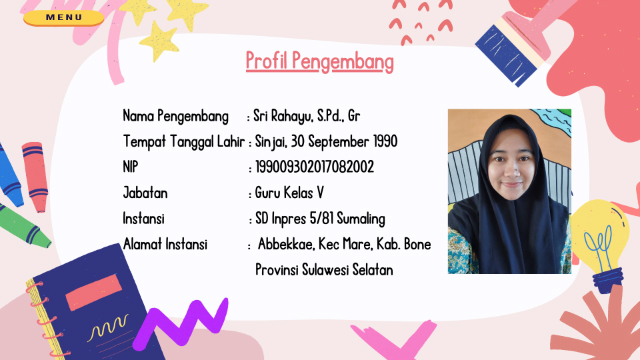 MENU
Profil Pengembang
Nama Pengembang : Sri Rahayu, S.Pd., Gr
Tempat Tanggal Lahir : Sinjai, 30 September 1990
NIP : 199009302017082002
Jabatan : Guru Kelas V
Instansi : SD Inpres 5/81 Sumaling
Alamat Instansi : Abbekkae, Kec Mare, Kab. Bone
Provinsi Sulawesi Selatan